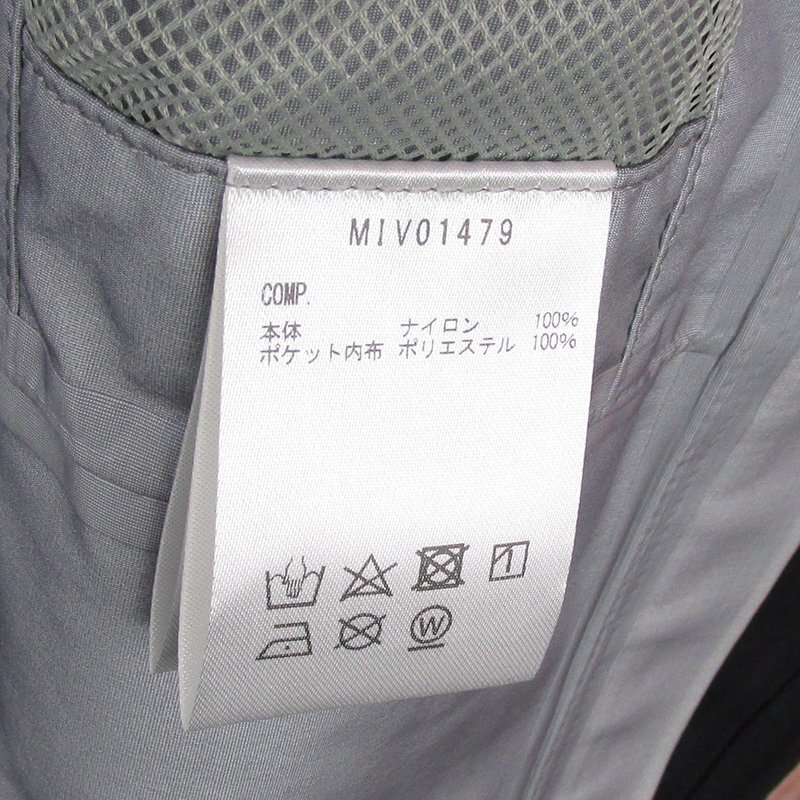 MIV01479
COMP.
本体 ナイロン 100%
ポケット内布 ポリエステル 100%
W